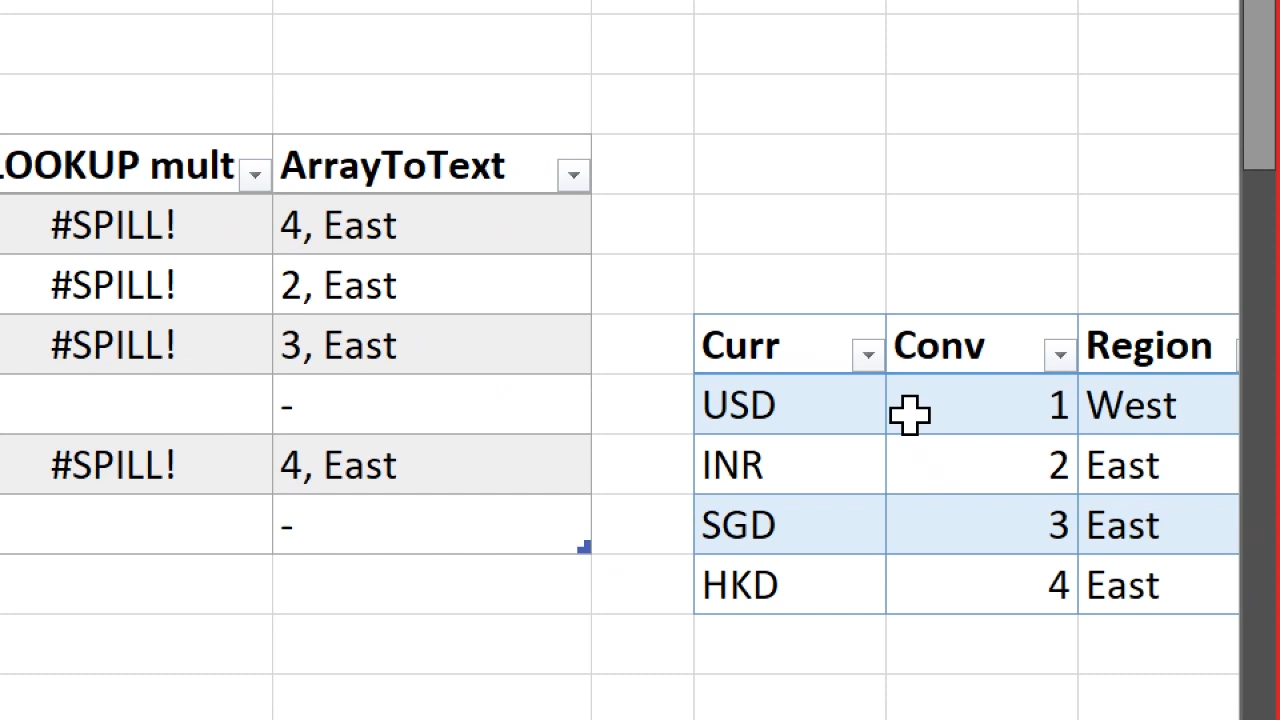 LOOKUP mult ArrayToText
#SPILL! 4, East
#SPILL! 2, East
#SPILL! 3, East
Curr Conv Region
-
USD 1 West
#SPILL! 4, East
INR 2 East
-
SGD 3 East
HKD 4 East